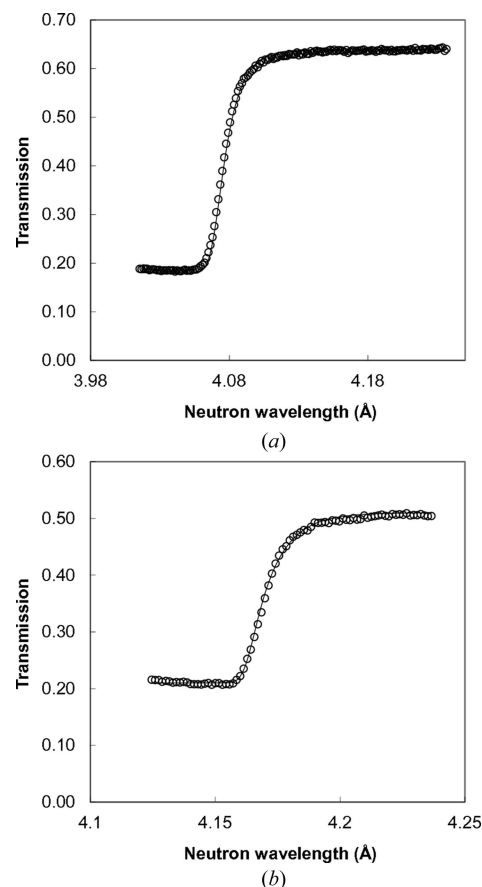 0.70
0.60
0.50
0.40
0.30
0.20
0.10
0.00
3.98 4.08 4.18
Transmission
Neutron wavelength (Å)
(a)
0.60
0.50
0.40
0.30
0.20
0.10
0.00
4.1 4.15 4.2 4.25
Transmission
Neutron wavelength (Å)
(b)